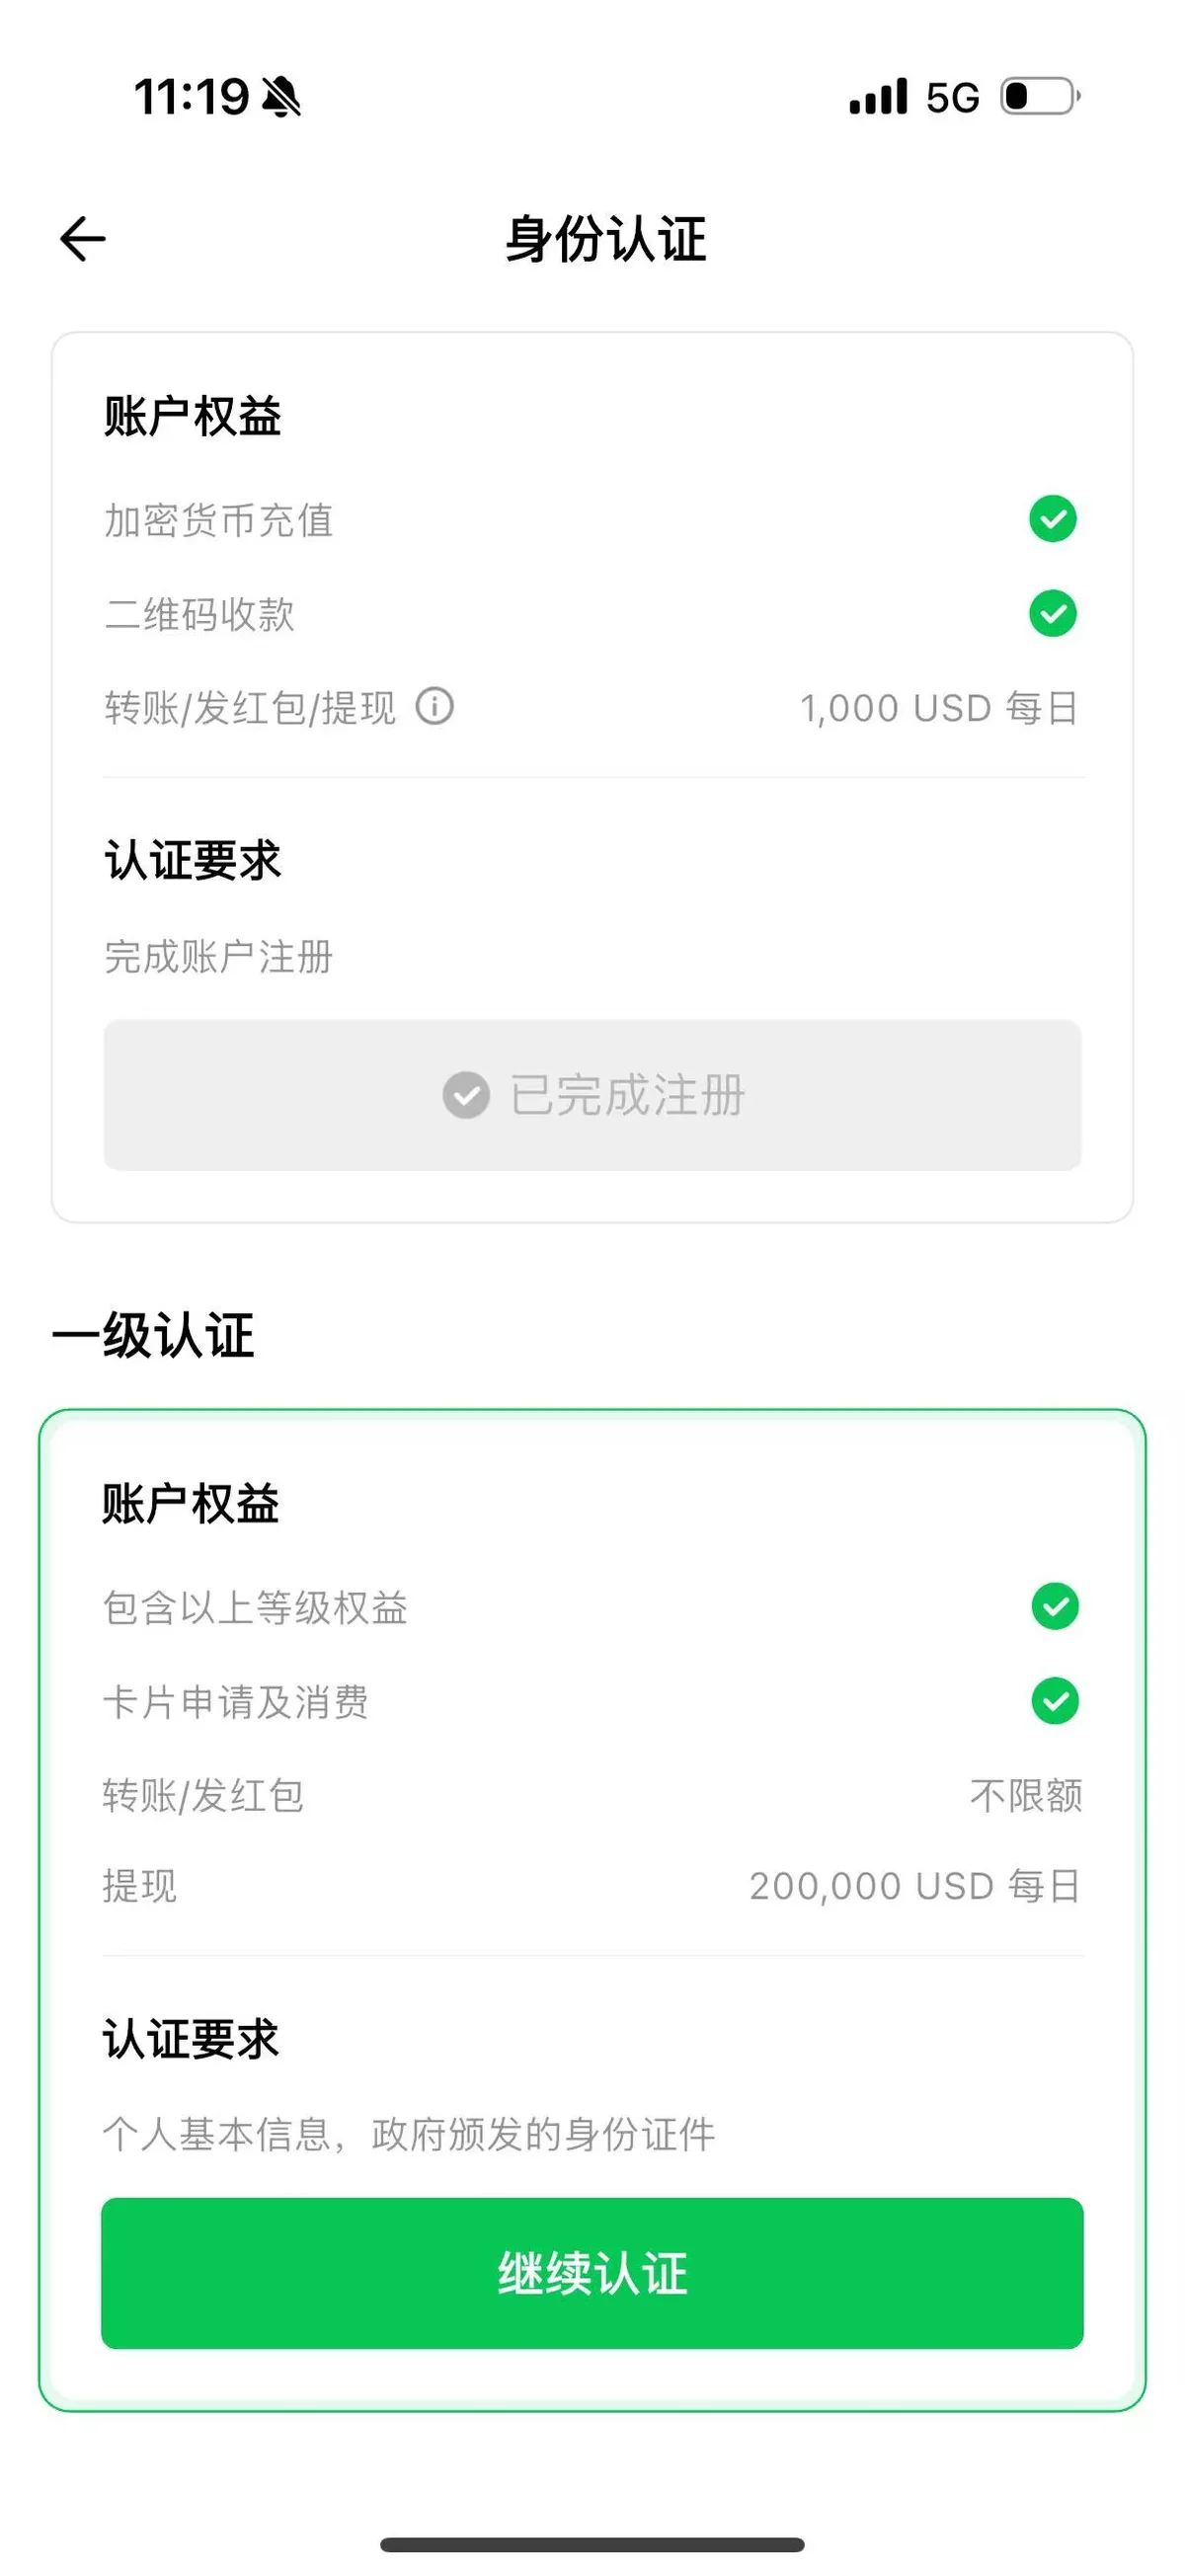 11:19
5G
身份认证
账户权益
加密货币充值
二维码收款
转账/发红包/提现 1,000 USD 每日
认证要求
完成账户注册
已完成注册
一级认证
账户权益
包含以上等级权益
卡片申请及消费
转账/发红包 不限额
提现 200,000 USD 每日
认证要求
个人基本信息，政府颁发的身份证件
继续认证